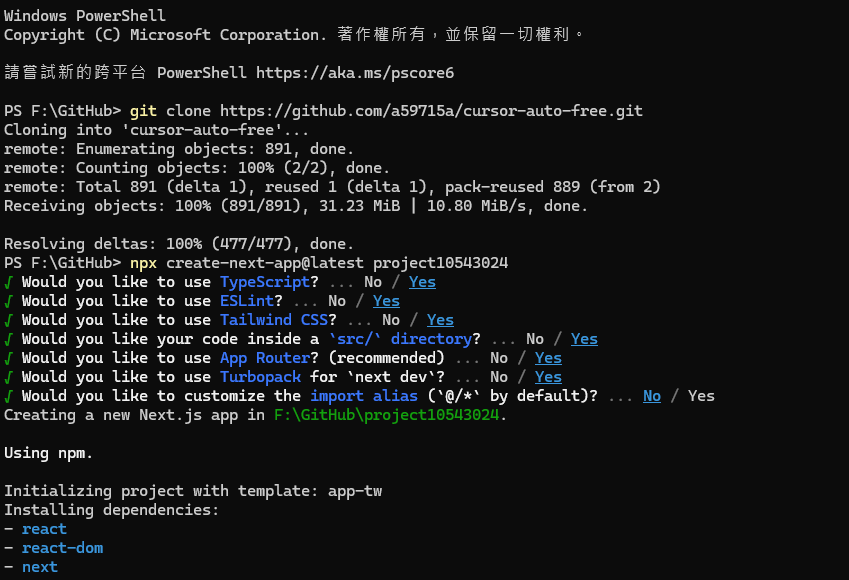 Windows PowerShell
Copyright (C) Microsoft Corporation. 著作權所有，並保留一切權利。
請嘗試新的跨平台 PowerShell https://aka.ms/pscore6
PS F:\GitHub> git clone https://github.com/a59715a/cursor-auto-free.git
Cloning into 'cursor-auto-free'...
remote: Enumerating objects: 891, done.
remote: Counting objects: 100% (2/2), done.
remote: Total 891 (delta 1), reused 1 (delta 1), pack-reused 889 (from 2)
Receiving objects: 100% (891/891), 31.23 MiB | 10.80 MiB/s, done.
Resolving deltas: 100% (477/477), done.
PS F:\GitHub> npx create-next-app@latest project10543024
√ Would you like to use TypeScript? ... No / Yes
√ Would you like to use ESLint? ... No / Yes
√ Would you like to use Tailwind CSS? ... No / Yes
√ Would you like your code inside a `src/` directory? ... No / Yes
√ Would you like to use App Router? (recommended) ... No / Yes
√ Would you like to use Turbopack for `next dev`? ... No / Yes
√ Would you like to customize the import alias (`@/*` by default)? ... No / Yes
Creating a new Next.js app in F:\GitHub\project10543024.
Using npm.
Initializing project with template: app-tw
Installing dependencies:
- react
- react-dom
- next